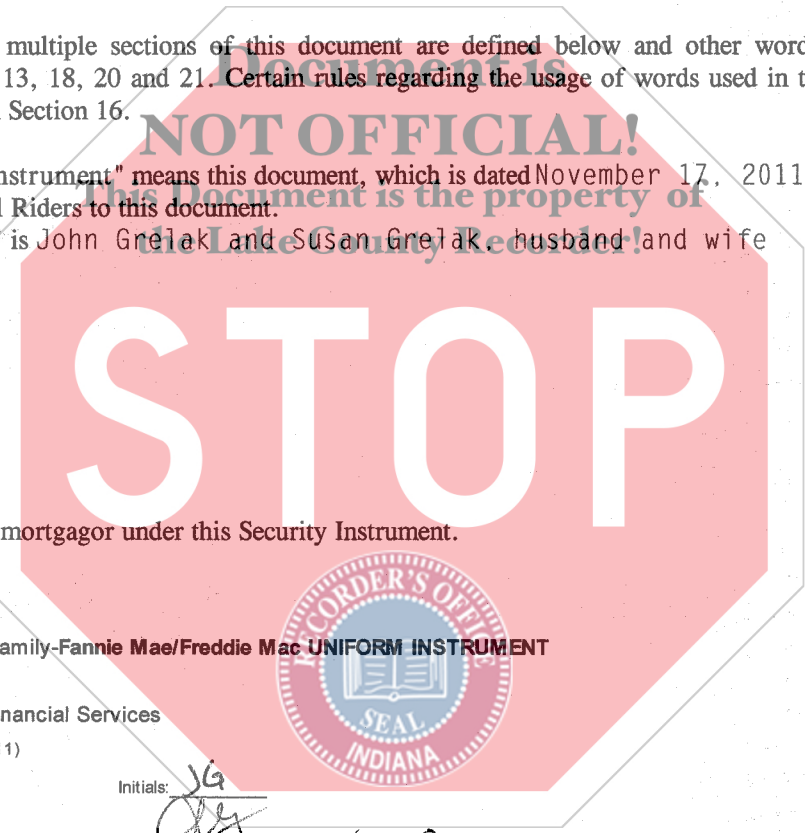 multiple sections of this document are defined below and other word
Document is
13, 18, 20 and 21. Certain rules regarding the usage of words used in t
Section 16.
NOT OFFICIAL!
nstrument" means this document, which is dated November 17, 2011
This Document is the property of
l Riders to this document.
the Lake County Recorder!
is John Grelak and Susan Grelak, husband and wife
STOP
mortgagor under this Security Instrument.
RECORDER'S OFFICE
amily-Fannie Mae/Freddie Mac UNIFORM INSTRUMENT
nancial Services
SEAL
1)
INDIANA
Initials: JG